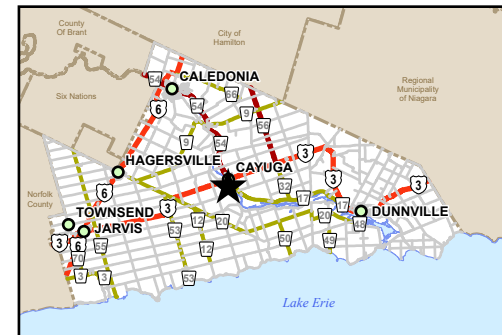 County
Of Brant
City of
Hamilton
Six Nations
Regional
Municipality
of Niagara
Norfolk
County
CALEDONIA
HAGERSVILLE
CAYUGA
TOWNSEND
JARVIS
DUNNVILLE
Lake Erie
54
6
54
66
9
56
54
9
3
3
6
32
17
17
3
12
20
53
20
48
3
6
55
70
12
50
49
3
3
53